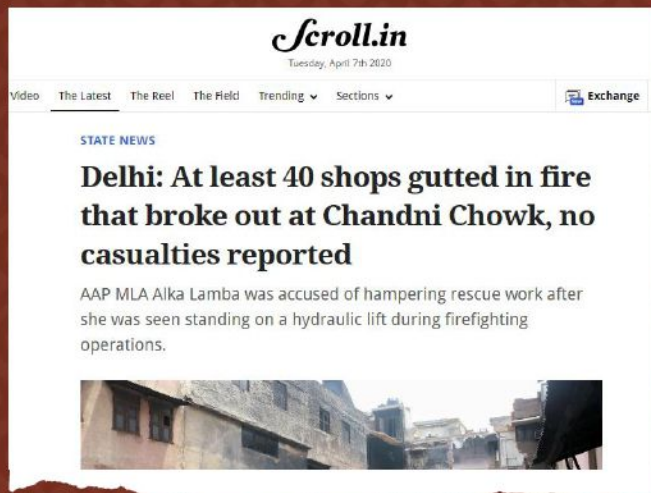 Scroll.in
Tuesday, April 7th 2020
Video The Latest The Reel The Field Trending Sections Exchange
STATE NEWS
Delhi: At least 40 shops gutted in fire
that broke out at Chandni Chowk, no
casualties reported
AAP MLA Alka Lamba was accused of hampering rescue work after
she was seen standing on a hydraulic lift during firefighting
operations.